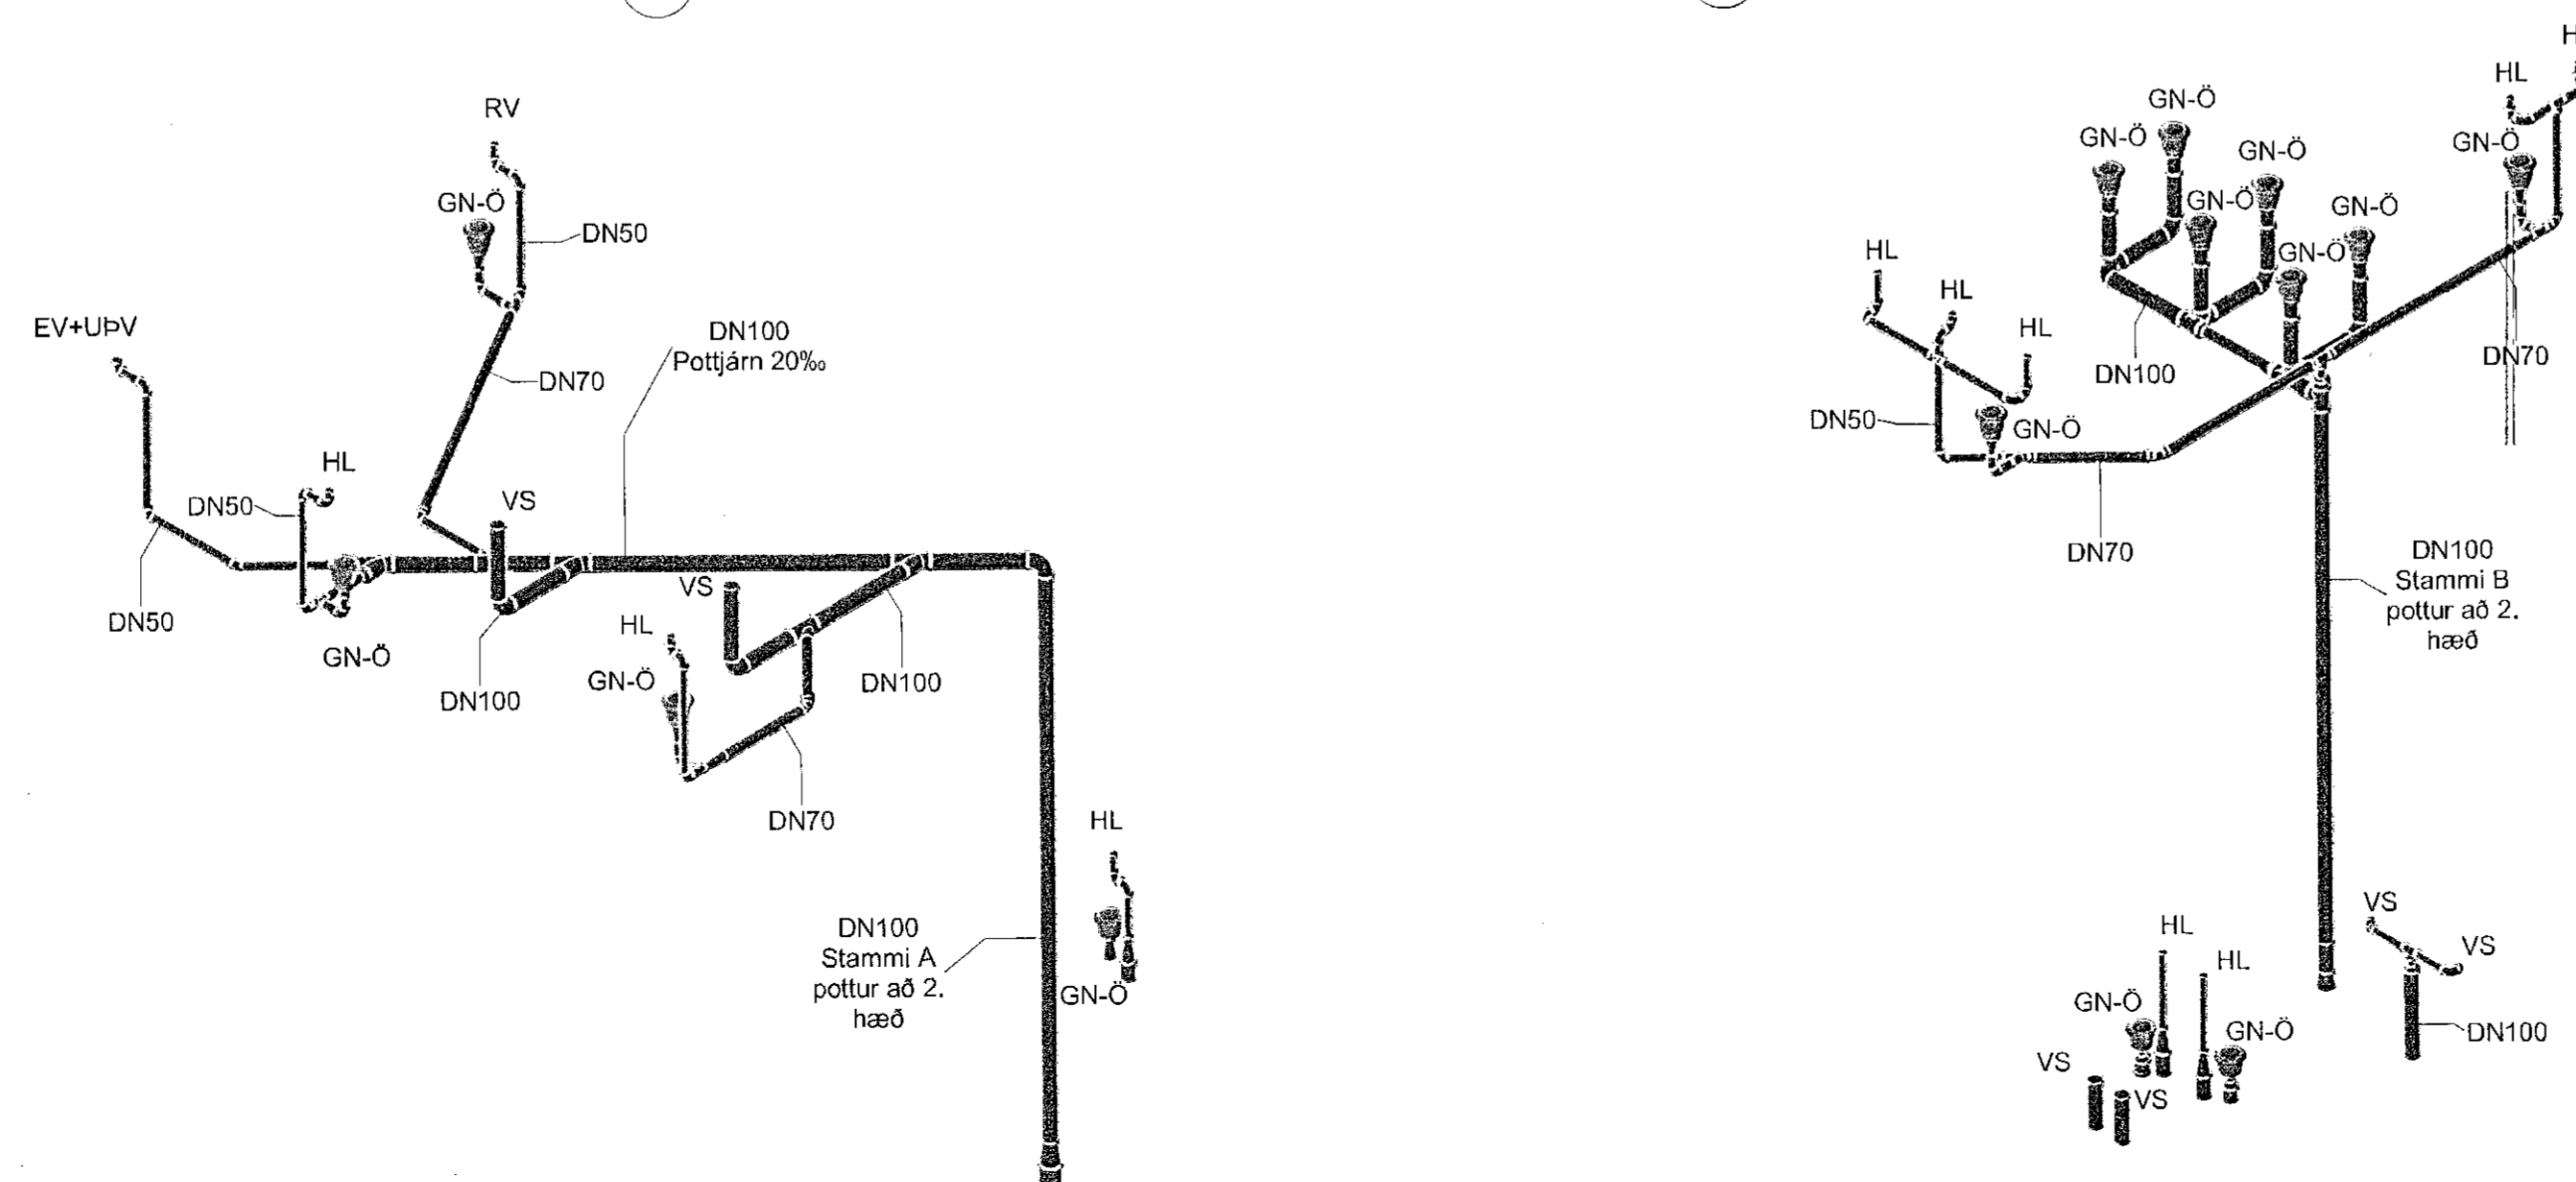 RV
GN-Ö
DN50
EV+UÞV
DN100
Pottjárn 20‰
DN70
HL
DN50
VS
DN50
GN-Ö
DN100
VS
HL
GN-Ö
DN100
DN70
HL
DN100
Stammi A
pottur að 2.
hæð
GN-Ö
H
HL
GN-Ö
GN-Ö
GN-Ö
GN-Ö
GN-Ö
GN-Ö
GN-Ö
HL
HL
HL
DN100
DN70
DN50
GN-Ö
DN70
DN100
Stammi B
pottur að 2.
hæð
VS
HL
VS
HL
GN-Ö
GN-Ö
DN100
VS
VS